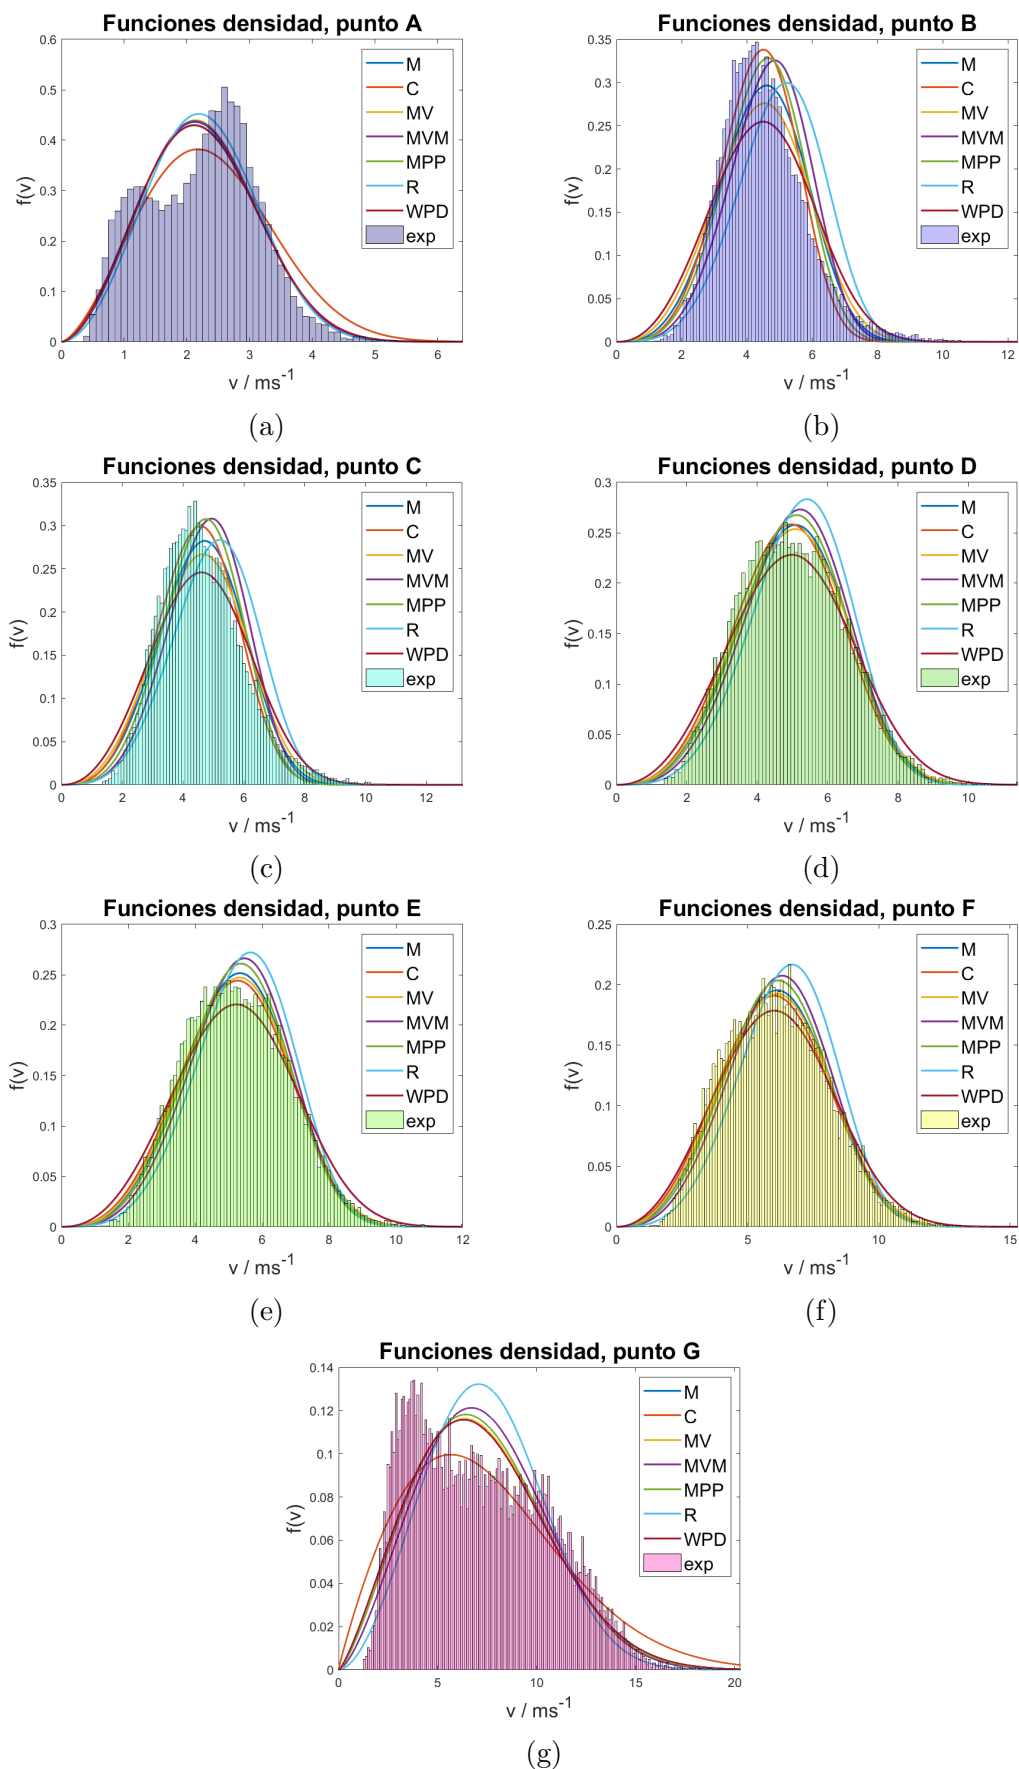 Funciones densidad, punto A
0.6
0.5
0.4
0.3
0.2
0.1
0
f(v)
0 1 2 3 4 5 6
v / ms-1
M
C
MV
MVM
MPP
R
WPD
exp
(a)
Funciones densidad, punto B
0.35
0.3
0.25
0.2
0.15
0.1
0.05
0
f(v)
0 2 4 6 8 10 12
v / ms-1
M
C
MV
MVM
MPP
R
WPD
exp
(b)
Funciones densidad, punto C
0.35
0.3
0.25
0.2
0.15
0.1
0.05
0
f(v)
0 2 4 6 8 10 12
v / ms-1
M
C
MV
MVM
MPP
R
WPD
exp
(c)
Funciones densidad, punto D
0.3
0.25
0.2
0.15
0.1
0.05
0
f(v)
0 2 4 6 8 10
v / ms-1
M
C
MV
MVM
MPP
R
WPD
exp
(d)
Funciones densidad, punto E
0.3
0.25
0.2
0.15
0.1
0.05
0
f(v)
0 2 4 6 8 10 12
v / ms-1
M
C
MV
MVM
MPP
R
WPD
exp
(e)
Funciones densidad, punto F
0.25
0.2
0.15
0.1
0.05
0
f(v)
0 5 10 15
v / ms-1
M
C
MV
MVM
MPP
R
WPD
exp
(f)
Funciones densidad, punto G
0.14
0.12
0.1
0.08
0.06
0.04
0.02
0
f(v)
0 5 10 15 20
v / ms-1
M
C
MV
MVM
MPP
R
WPD
exp
(g)